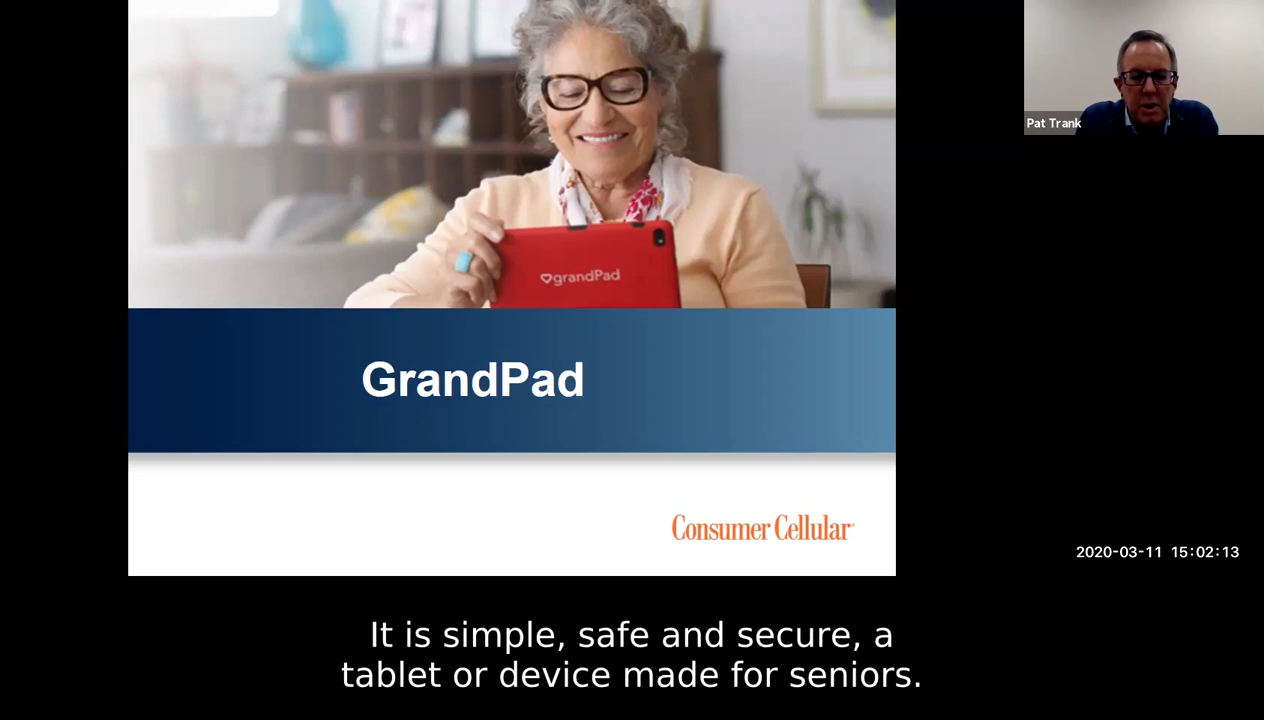 Pat Trank
grandPad
GrandPad
Consumer Cellular
2020-03-11 15:02:13
It is simple, safe and secure, a
tablet or device made for seniors.